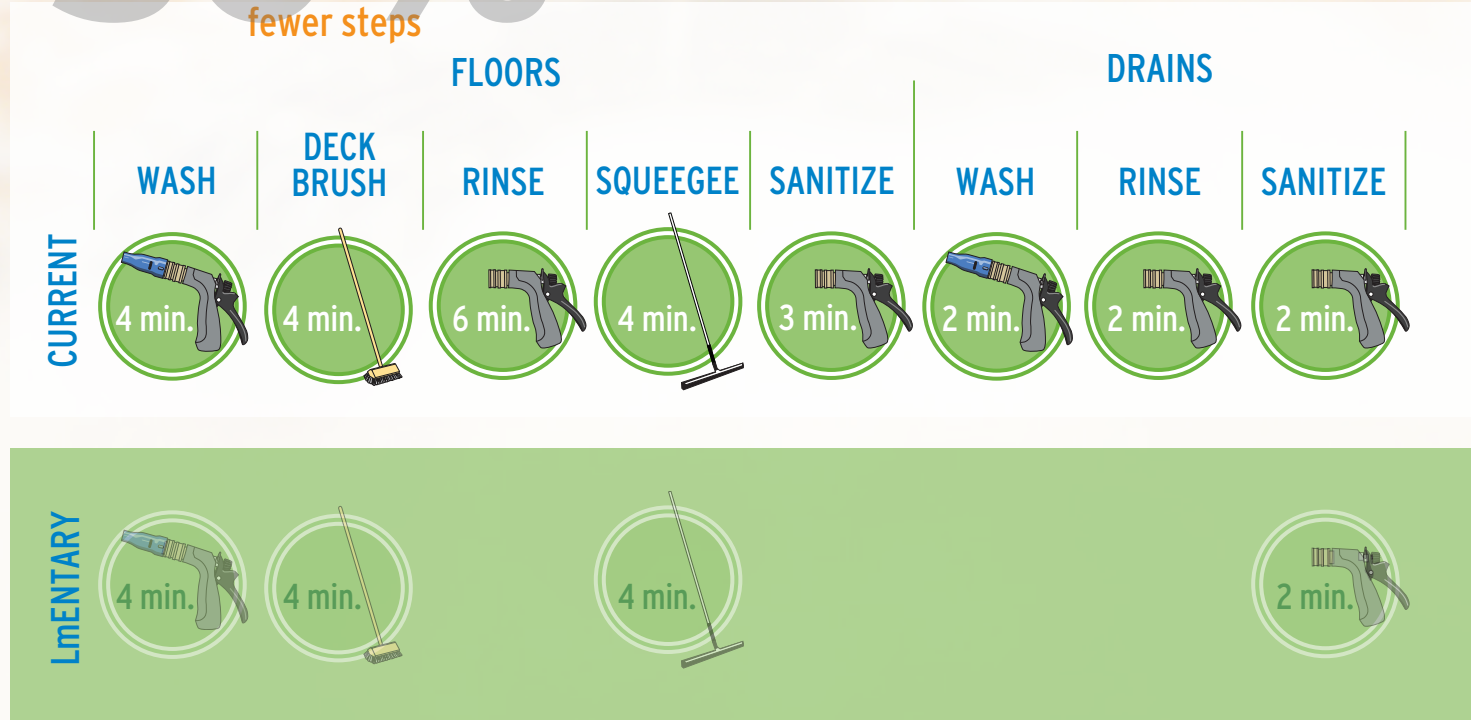 fewer steps
FLOORS
DRAINS
WASH
DECK
BRUSH
RINSE
SQUEEGEE
SANITIZE
WASH
RINSE
SANITIZE
CURRENT
4 min.
4 min.
6 min.
4 min.
3 min.
2 min.
2 min.
2 min.
LmENTARY
4 min.
4 min.
4 min.
2 min.